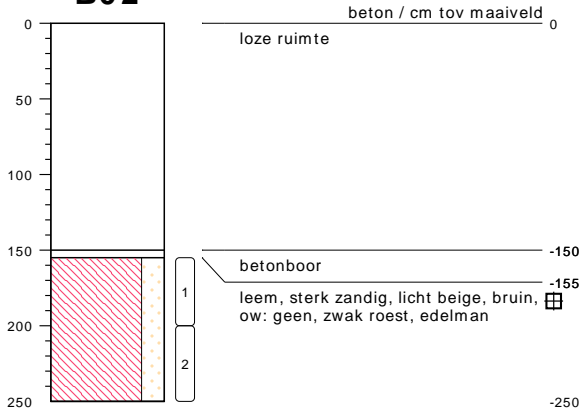 beton / cm tov maaiveld
0
0
loze ruimte
50
100
150
-150
betonboor
-155
1
leem, sterk zandig, licht beige, bruin,
ow: geen, zwak roest, edelman
200
2
250
-250